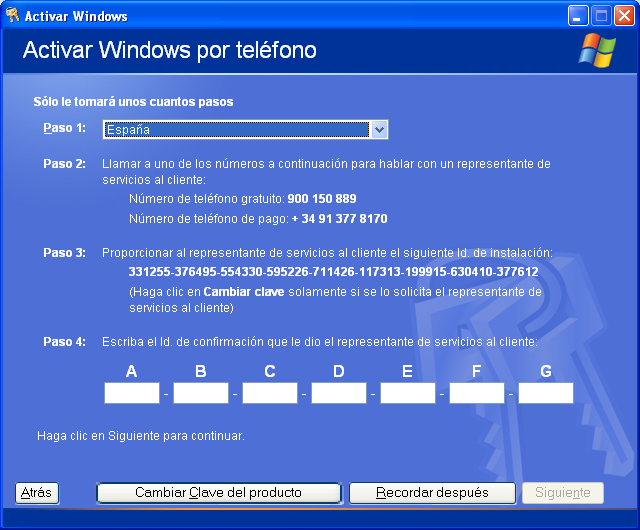 Activar Windows
Activar Windows por teléfono
Sólo le tomará unos cuantos pasos
Paso 1: España
Paso 2: Llamar a uno de los números a continuación para hablar con un representante de
servicios al cliente:
Número de teléfono gratuito: 900 150 889
Número de teléfono de pago: + 34 91 377 8170
Paso 3: Proporcionar al representante de servicios al cliente el siguiente Id. de instalación:
331255-376495-554330-595226-711426-117313-199915-630410-377612
(Haga clic en Cambiar clave solamente si se lo solicita el representante de
servicios al cliente)
Paso 4: Escriba el Id. de confirmación que le dio el representante de servicios al cliente:
A B C D E F G
- - - - - -
Haga clic en Siguiente para continuar.
Atrás Cambiar Clave del producto Recordar después Siguiente